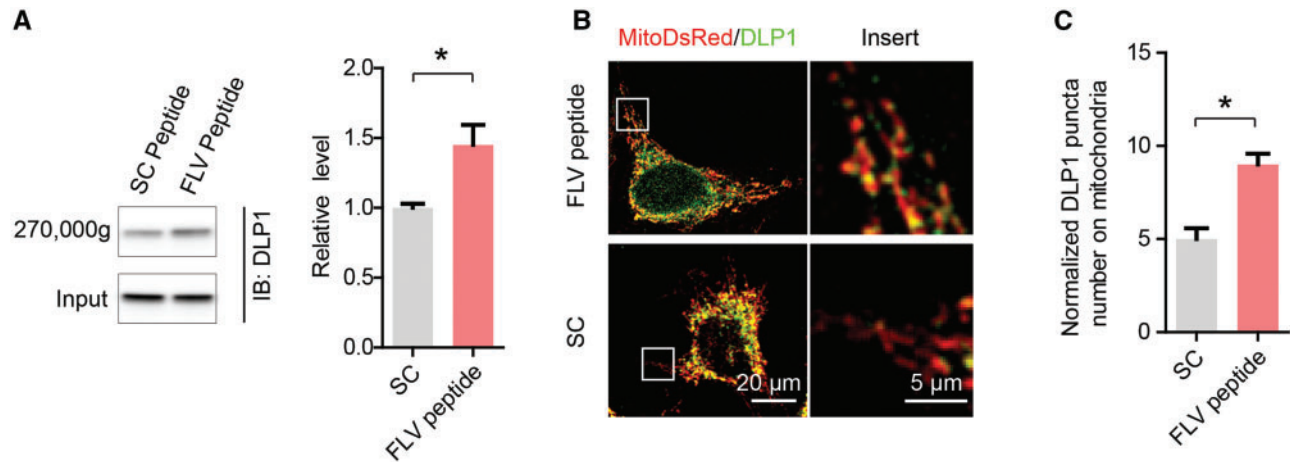 A
SC Peptide
FLV Peptide
270,000g
Input
IB: DLP1
Relative level
2.0
1.5
1.0
1.0
0.0
*
SC
FLV peptide
B
MitoDsRed/DLP1
Insert
FLV peptide
SC
20 μm
5 μm
C
Normalized DLP1 puncta
number on mitochondria
15
10
5
0
*
SC
FLV peptide